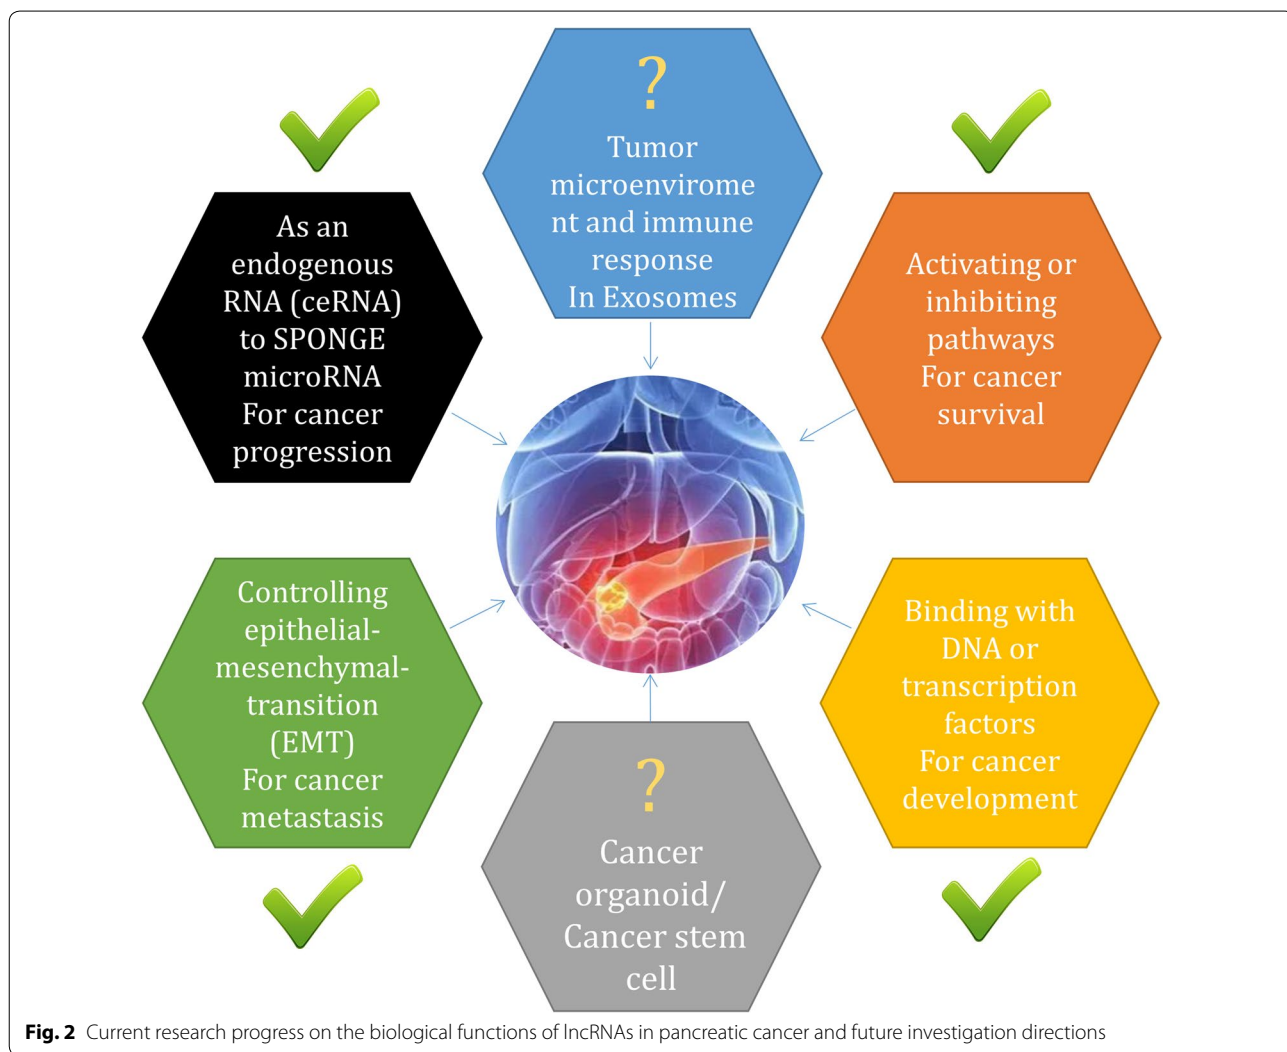 ?
Tumor
microenvirome
nt and immune
response
In Exosomes
As an
endogenous
RNA (ceRNA)
to SPONGE
microRNA
For cancer
progression
Activating or
inhibiting
pathways
For cancer
survival
Controlling
epithelial-
mesenchymal-
transition
(EMT)
For cancer
metastasis
Binding with
DNA or
transcription
factors
For cancer
development
?
Cancer
organoid/
Cancer stem
cell
Fig. 2 Current research progress on the biological functions of lncRNAs in pancreatic cancer and future investigation directions